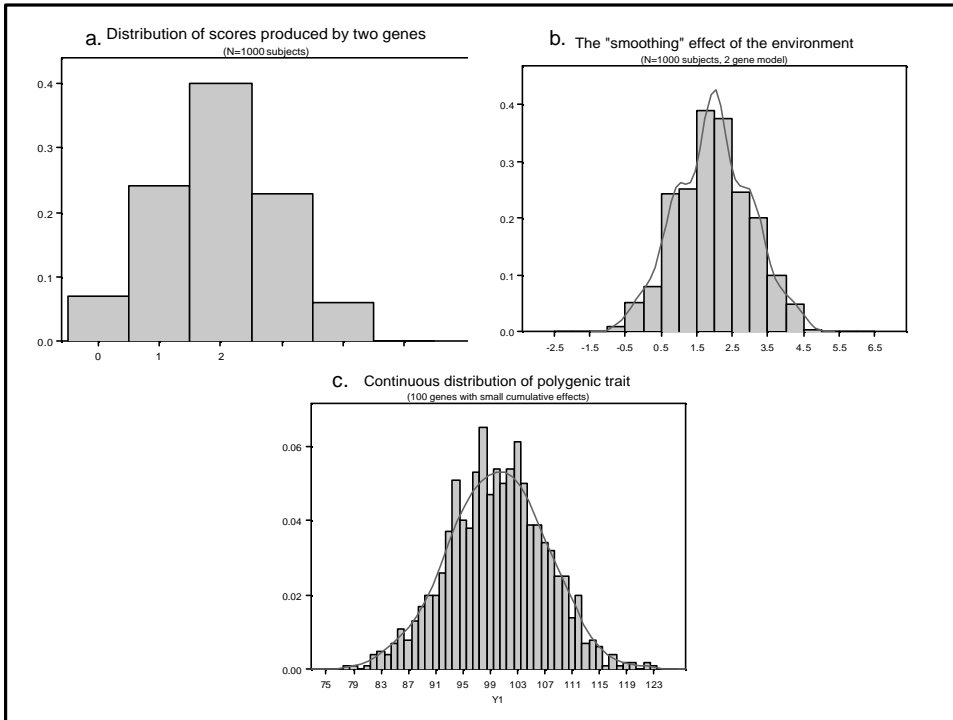 a. Distribution of scores produced by two genes
(N=1000 subjects)
0.4
0.3
0.2
0.1
0.0
0 1 2
b. The "smoothing" effect of the environment
(N=1000 subjects, 2 gene model)
0.4
0.3
0.2
0.1
0.0
-2.5 -1.5 -0.5 0.5 1.5 2.5 3.5 4.5 5.5 6.5
c. Continuous distribution of polygenic trait
(100 genes with small cumulative effects)
0.06
0.04
0.02
0.00
75 79 83 87 91 95 99 103 107 111 115 119 123
Y1